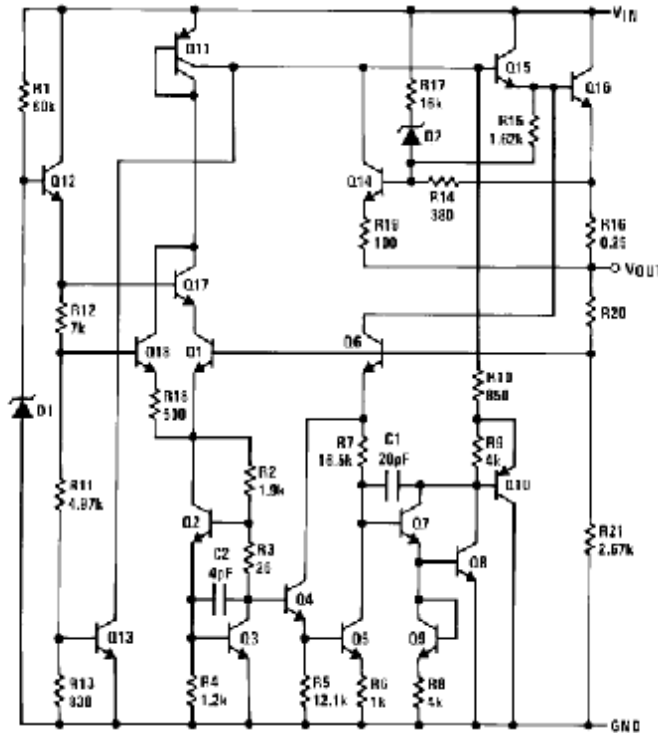 VIN
Q11
Q15
Q16
R1
60k
R17
16k
D2
R15
1.62k
Q12
Q14
R14
380
R19
100
R16
0.25
VOUT
Q17
R12
7k
R20
Q18
Q1
Q6
R18
500
R10
850
D1
R7
16.5k
C1
20pF
R9
4k
Q10
R11
4.97k
R2
1.9k
Q2
Q7
R3
26
Q8
R21
2.67k
C2
4pF
Q4
Q13
Q3
Q5
Q9
R13
830
R4
1.2k
R5
12.1k
R6
1k
R8
4k
GND